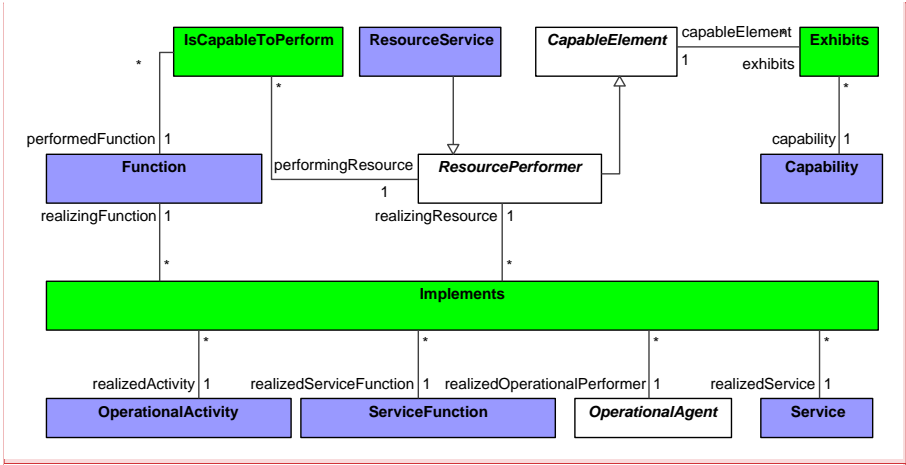 IsCapableToPerform
ResourceService
CapableElement
capableElement
*
Exhibits
1
exhibits
*
*
*
performedFunction
1
capability
1
Function
performingResource
1
ResourcePerformer
Capability
realizingFunction
1
realizingResource
1
*
*
Implements
*
*
*
*
realizedActivity
1
realizedServiceFunction
1
realizedOperationalPerformer
1
realizedService
1
OperationalActivity
ServiceFunction
OperationalAgent
Service